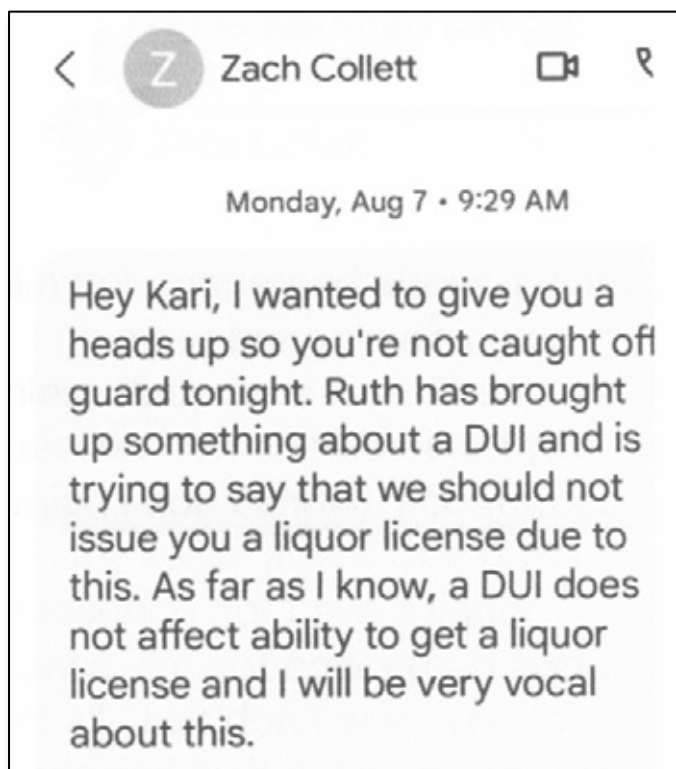 Z
Zach Collett
Monday, Aug 7 • 9:29 AM
Hey Kari, I wanted to give you a
heads up so you're not caught off
guard tonight. Ruth has brought
up something about a DUI and is
trying to say that we should not
issue you a liquor license due to
this. As far as I know, a DUI does
not affect ability to get a liquor
license and I will be very vocal
about this.